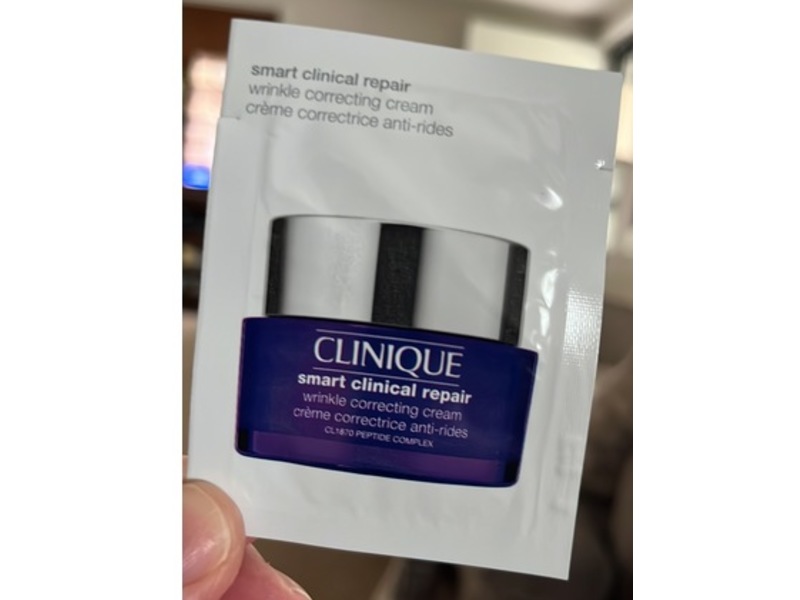 smart clinical repair
wrinkle correcting cream
crème correctrice anti-rides
CLINIQUE
smart clinical repair
wrinkle correcting cream
crème correctrice anti-rides
CL1870 PEPTIDE COMPLEX